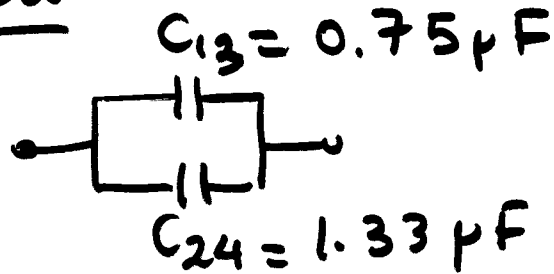 C₁₃ = 0.75 μF
C₂₄ = 1.33 μF